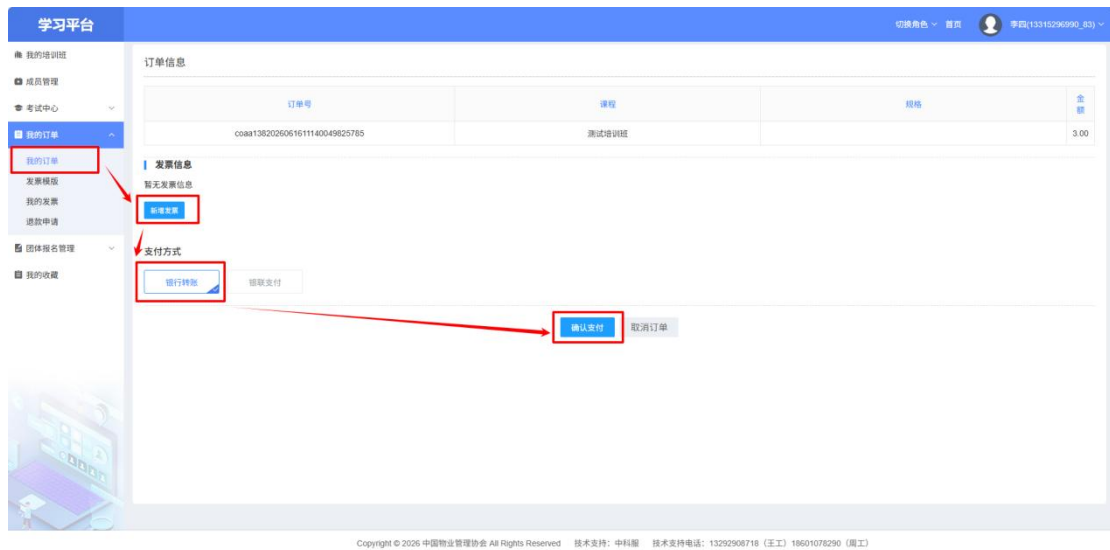 学习平台
切换角色 首页 李四(13315296990_83)
我的培训班
成员管理
考试中心
我的订单
我的订单
发票模版
我的发票
退款申请
团体报名管理
我的收藏
订单信息
订单号 课程 规格 金额
coaa1382026061611140049825785 测试培训班 3.00
发票信息
暂无发票信息
新增发票
支付方式
银行转账 银联支付
确认支付 取消订单
Copyright © 2026 中国物业管理协会 All Rights Reserved 技术支持：中科服 技术支持电话：13292908718（王工）18601078290（周工）